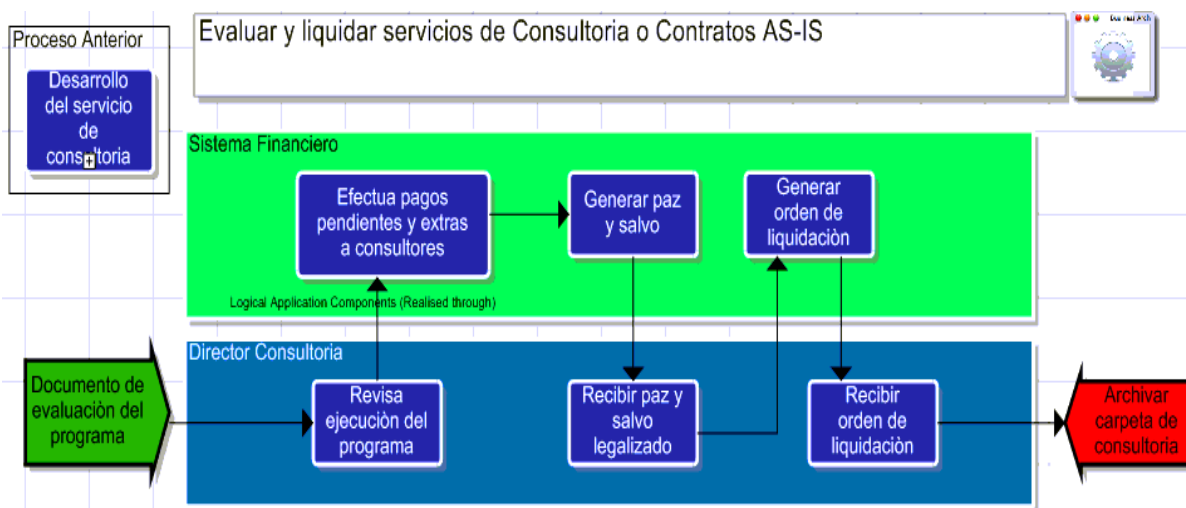 Proceso Anterior
Desarrollo
del servicio
de
consultoria
Evaluar y liquidar servicios de Consultoria o Contratos AS-IS
Sistema Financiero
Efectua pagos
pendientes y extras
a consultores
Generar paz
y salvo
Generar
orden de
liquidaciòn
Logical Application Components (Realised through)
Director Consultoria
Documento de
evaluaciòn del
programa
Revisa
ejecuciòn del
programa
Recibir paz y
salvo
legalizado
Recibir
orden de
liquidaciòn
Archivar
carpeta de
consultoria